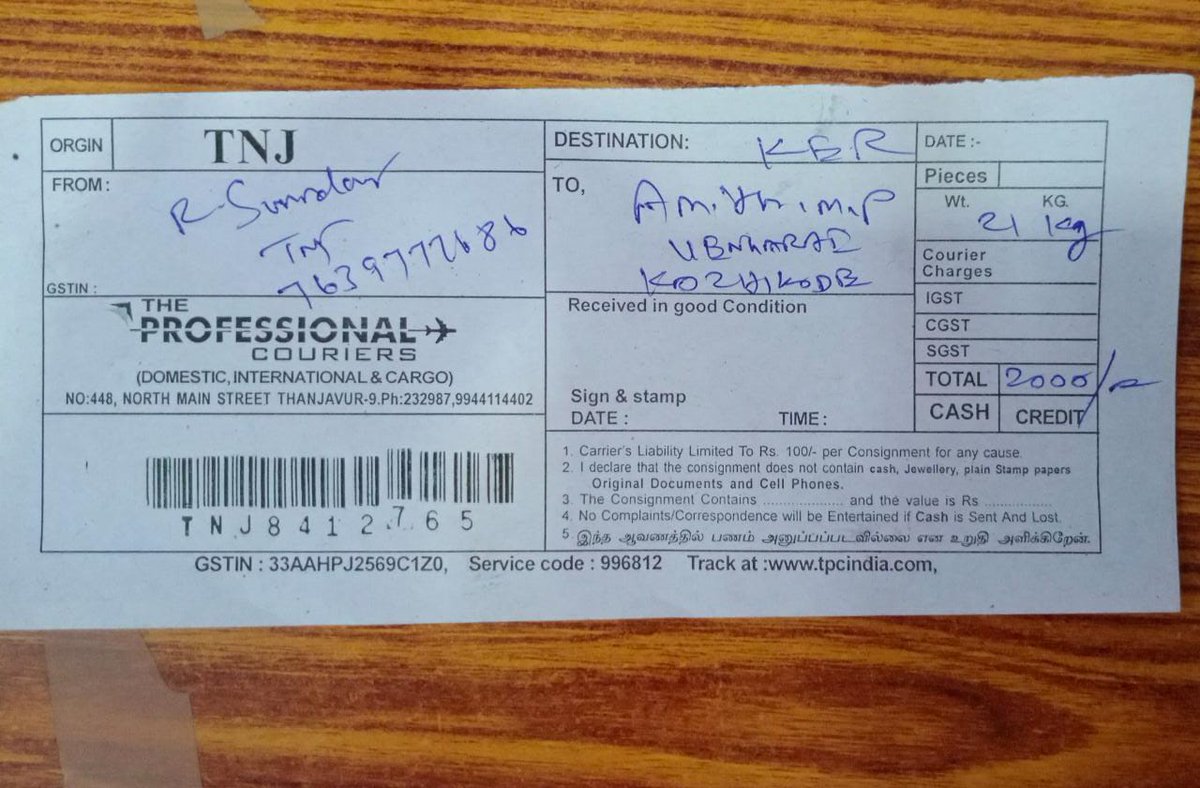 ORGIN TNJ
FROM :
R. Sundar
TNJ
7639772686
GSTIN :
THE
PROFESSIONAL
COURIERS
(DOMESTIC, INTERNATIONAL & CARGO)
NO:448, NORTH MAIN STREET THANJAVUR-9.Ph:232987,9944114402
TNJ8412765
DESTINATION: KER
TO,
Amith.m.P
KOZHIKODE
Received in good Condition
Sign & stamp
DATE : TIME :
DATE :-
Pieces
Wt. KG.
21 Kg
Courier
Charges
IGST
CGST
SGST
TOTAL 2000/-
CASH CREDIT
1. Carrier's Liability Limited To Rs. 100/- per Consignment for any cause.
2. I declare that the consignment does not contain cash, Jewellery, plain Stamp papers
Original Documents and Cell Phones.
3. The Consignment Contains ..................... and the value is Rs .................
4. No Complaints/Correspondence will be Entertained if Cash is Sent And Lost.
5. இந்த ஆவணத்தில் பணம் அனுப்பப்படவில்லை என உறுதி அளிக்கிறேன்.
GSTIN : 33AAHPJ2569C1Z0, Service code : 996812 Track at :www.tpcindia.com,